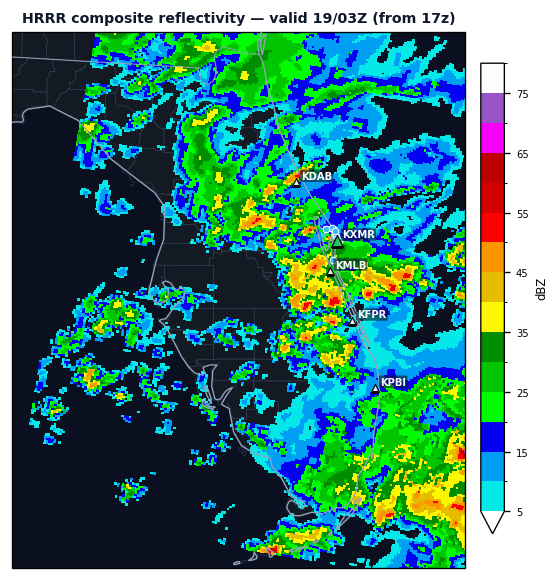 HRRR composite reflectivity — valid 19/03Z (from 17z)
KDAB
KXMR
KMLB
KFPR
KPBI
75
65
55
45
35
25
15
5
dBZ